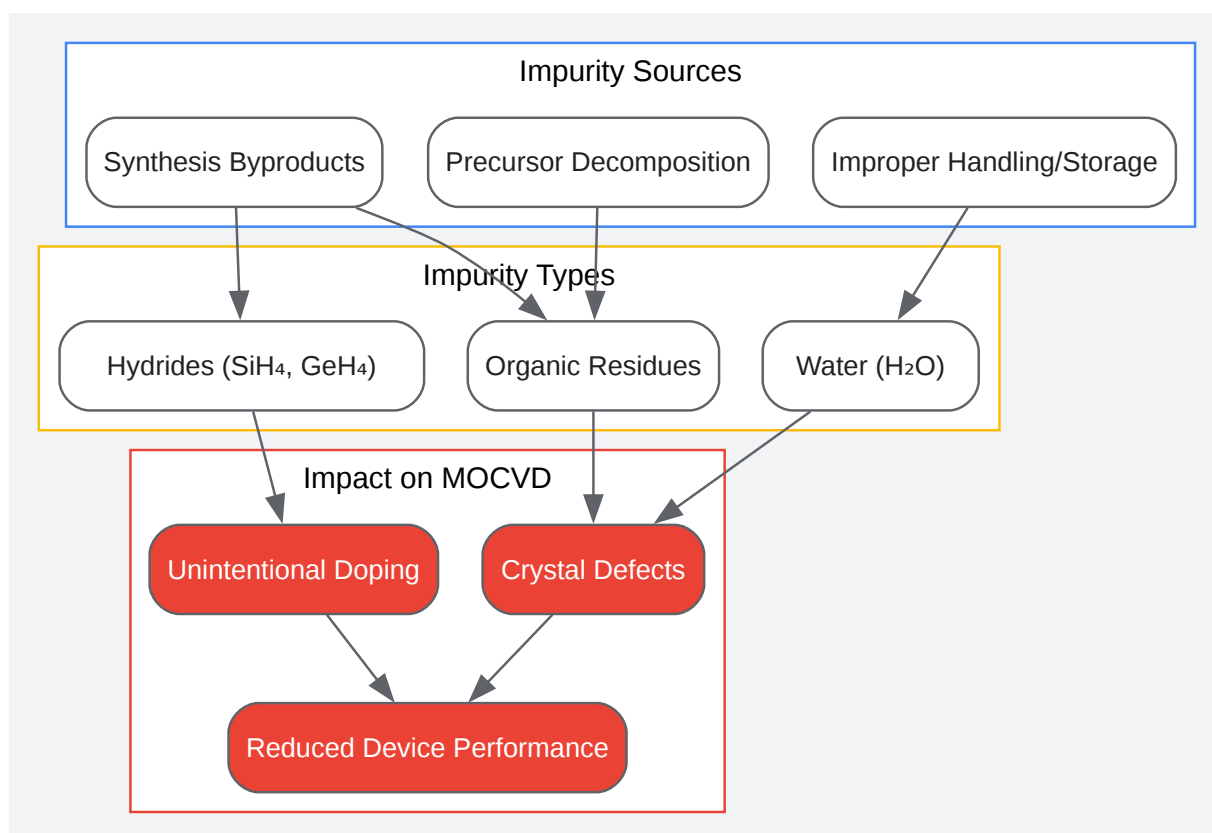 Impurity Sources
Synthesis Byproducts
Precursor Decomposition
Improper Handling/Storage
Impurity Types
Hydrides (SiH₄, GeH₄)
Organic Residues
Water (H₂O)
Impact on MOCVD
Unintentional Doping
Crystal Defects
Reduced Device Performance